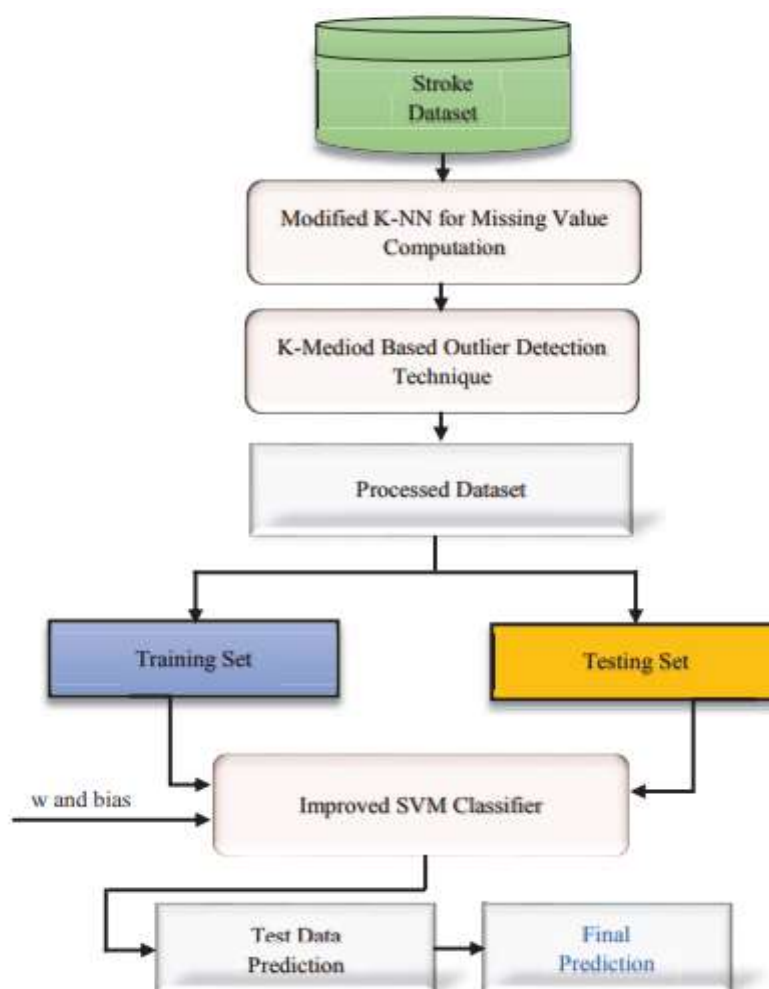 Stroke
Dataset
Modified K-NN for Missing Value
Computation
K-Mediod Based Outlier Detection
Technique
Processed Dataset
Training Set
Testing Set
w and bias
Improved SVM Classifier
Test Data
Prediction
Final
Prediction